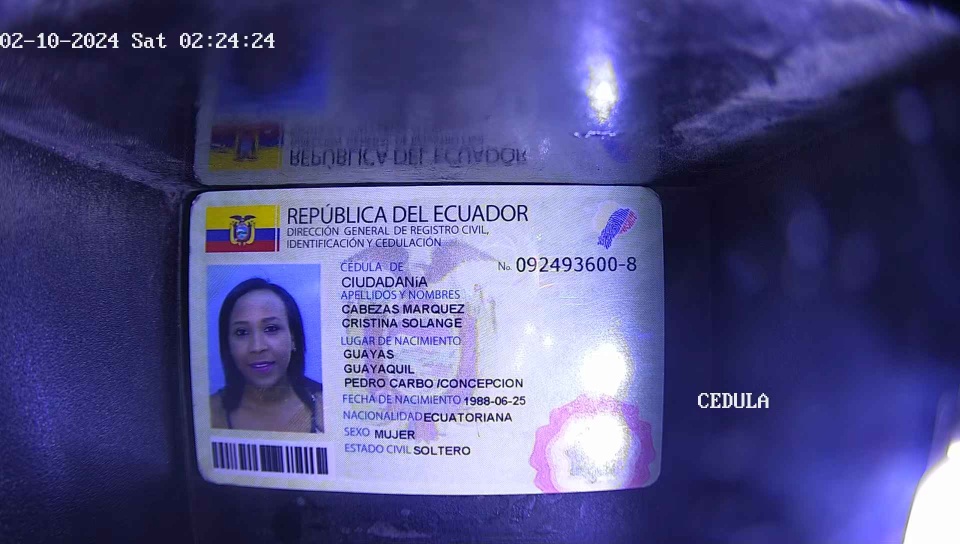 02-10-2024 Sat 02:24:24
REPÚBLICA DEL ECUADOR
REPÚBLICA DEL ECUADOR
DIRECCIÓN GENERAL DE REGISTRO CIVIL,
IDENTIFICACIÓN Y CEDULACIÓN
CÉDULA DE
No. 092493600-8
CIUDADANíA
APELLIDOS Y NOMBRES
CABEZAS MARQUEZ
CRISTINA SOLANGE
LUGAR DE NACIMIENTO
GUAYAS
GUAYAQUIL
PEDRO CARBO /CONCEPCION
FECHA DE NACIMIENTO 1988-06-25
NACIONALIDAD ECUATORIANA
SEXO MUJER
ESTADO CIVIL SOLTERO
CEDULA